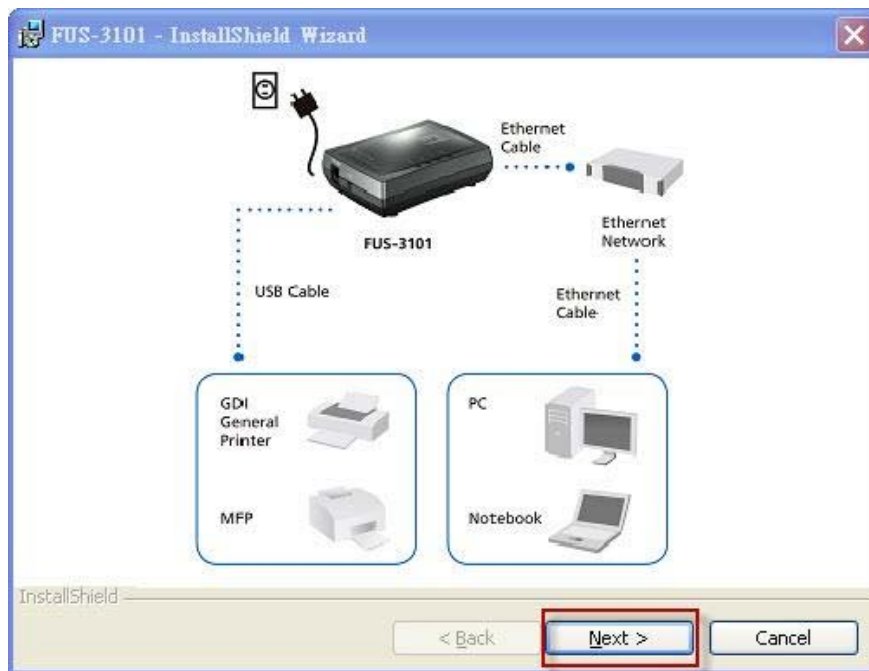 FUS-3101 - InstallShield Wizard
Ethernet
Cable
FUS-3101
Ethernet
Network
USB Cable
Ethernet
Cable
GDI
General
Printer
MFP
PC
Notebook
InstallShield
< Back
Next >
Cancel